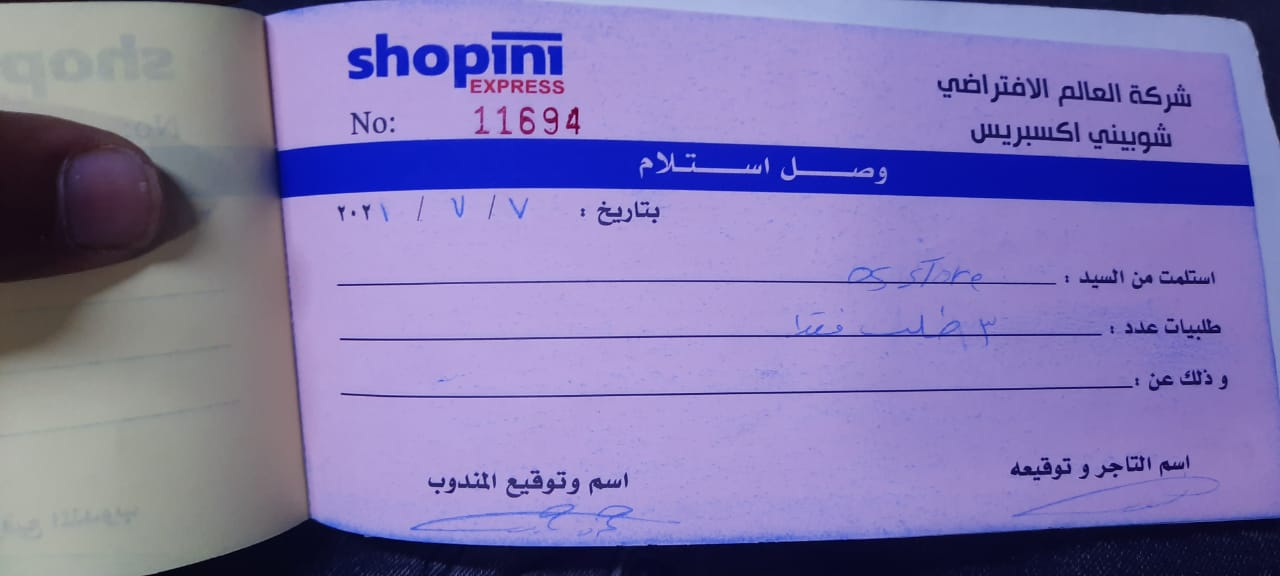 shopini
EXPRESS
شركة العالم الافتراضي
شوبيني اكسبريس
No: 11694
وصل استلام
بتاريخ : ٧ / ٧ / ٢٠٢١
استلمت من السيد : os store
طلبيات عدد : ٣ طلب فقط
و ذلك عن :
اسم التاجر و توقيعه
اسم وتوقيع المندوب